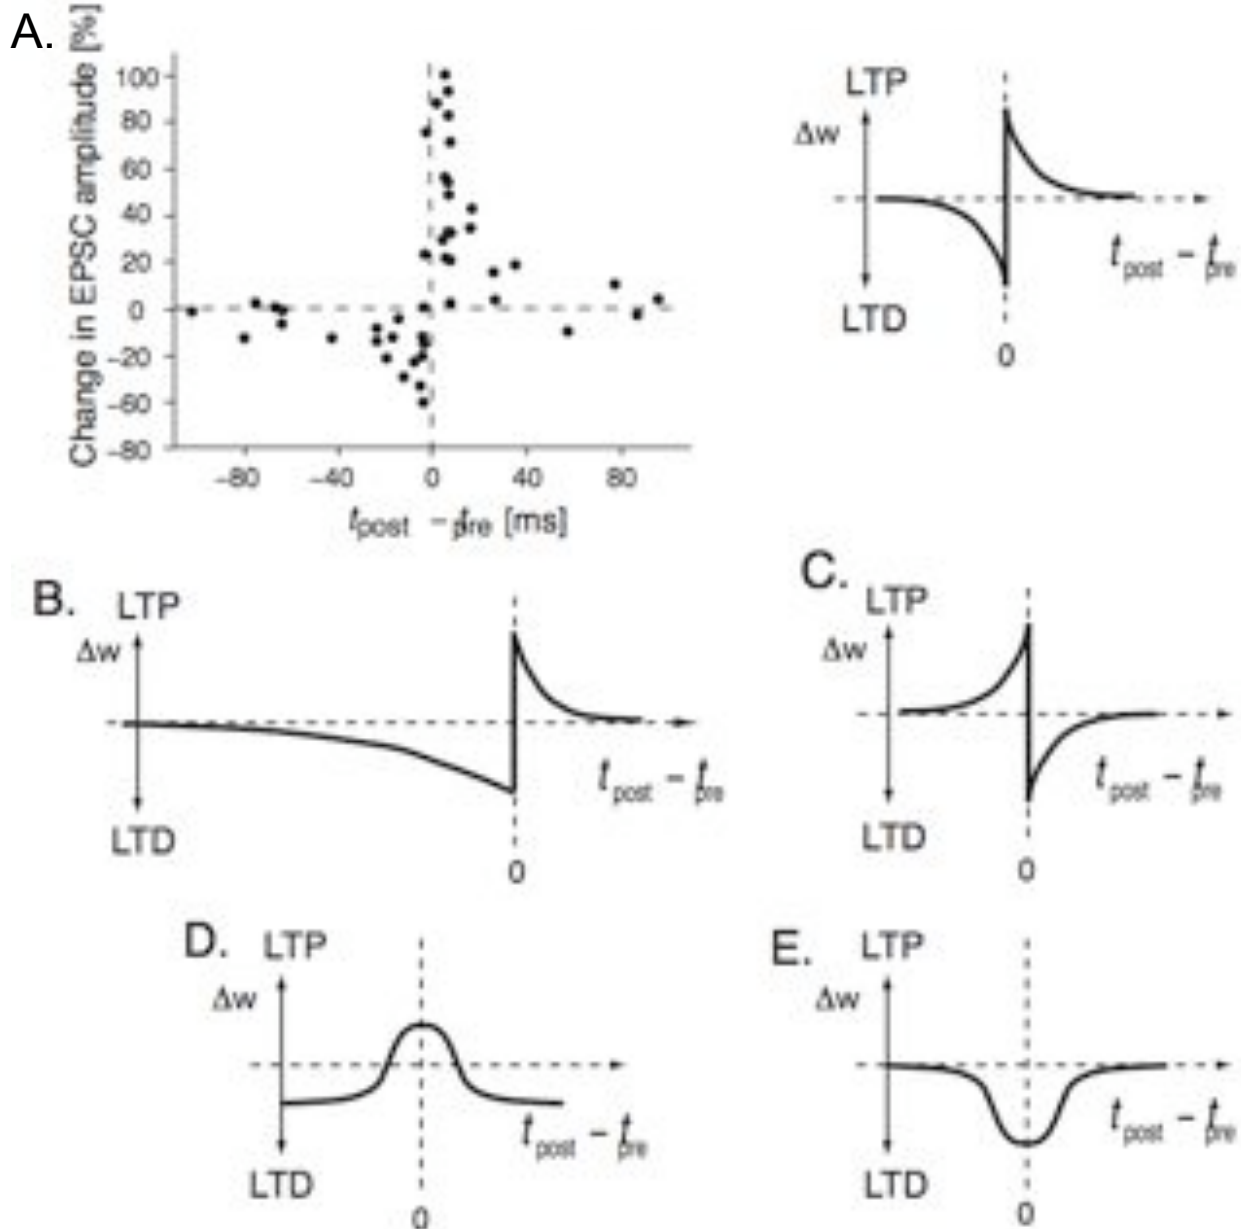 A.
Change in EPSC amplitude [%]
100
80
60
40
20
0
−20
−60
−80
−80 −40 0 40 80
tpost − tpre [ms]
LTP
Δw
LTD
tpost − tpre
0
B. LTP
Δw
LTD
tpost − tpre
0
C. LTP
Δw
LTD
tpost − tpre
0
D. LTP
Δw
LTD
tpost − tpre
0
E. LTP
Δw
LTD
tpost − tpre
0